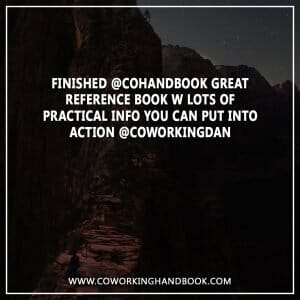 FINISHED @COHANDBOOK GREAT
REFERENCE BOOK W LOTS OF
PRACTICAL INFO YOU CAN PUT INTO
ACTION @COWORKINGDAN
WWW.COWORKINGHANDBOOK.COM